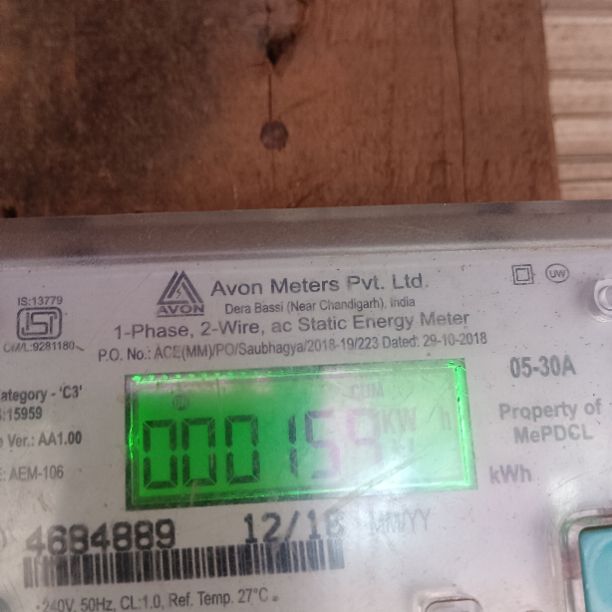 Avon Meters Pvt. Ltd.
AVON
Dera Bassi (Near Chandigarh), India
UW
IS:13779
ISI
CM/L:9281180
1-Phase, 2-Wire, ac Static Energy Meter
P.O. No.: ACE(MM)/PO/Saubhagya/2018-19/223 Dated: 29-10-2018
05-30A
ategory - 'C3'
:15959
Ver.: AA1.00
: AEM-106
CUM
000159 KW h
Property of
MePDCL
kWh
4684889 12/18 MM/YY
240V, 50Hz, CL:1.0, Ref. Temp. 27°C